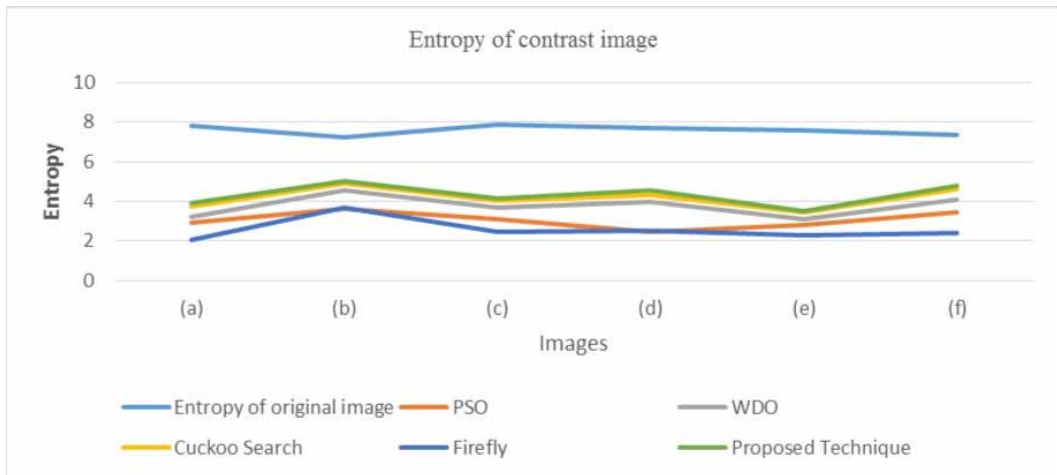 Entropy of contrast image
10
8
6
4
2
0
Entropy
(a) (b) (c) (d) (e) (f)
Images
Entropy of original image PSO WDO
Cuckoo Search Firefly Proposed Technique